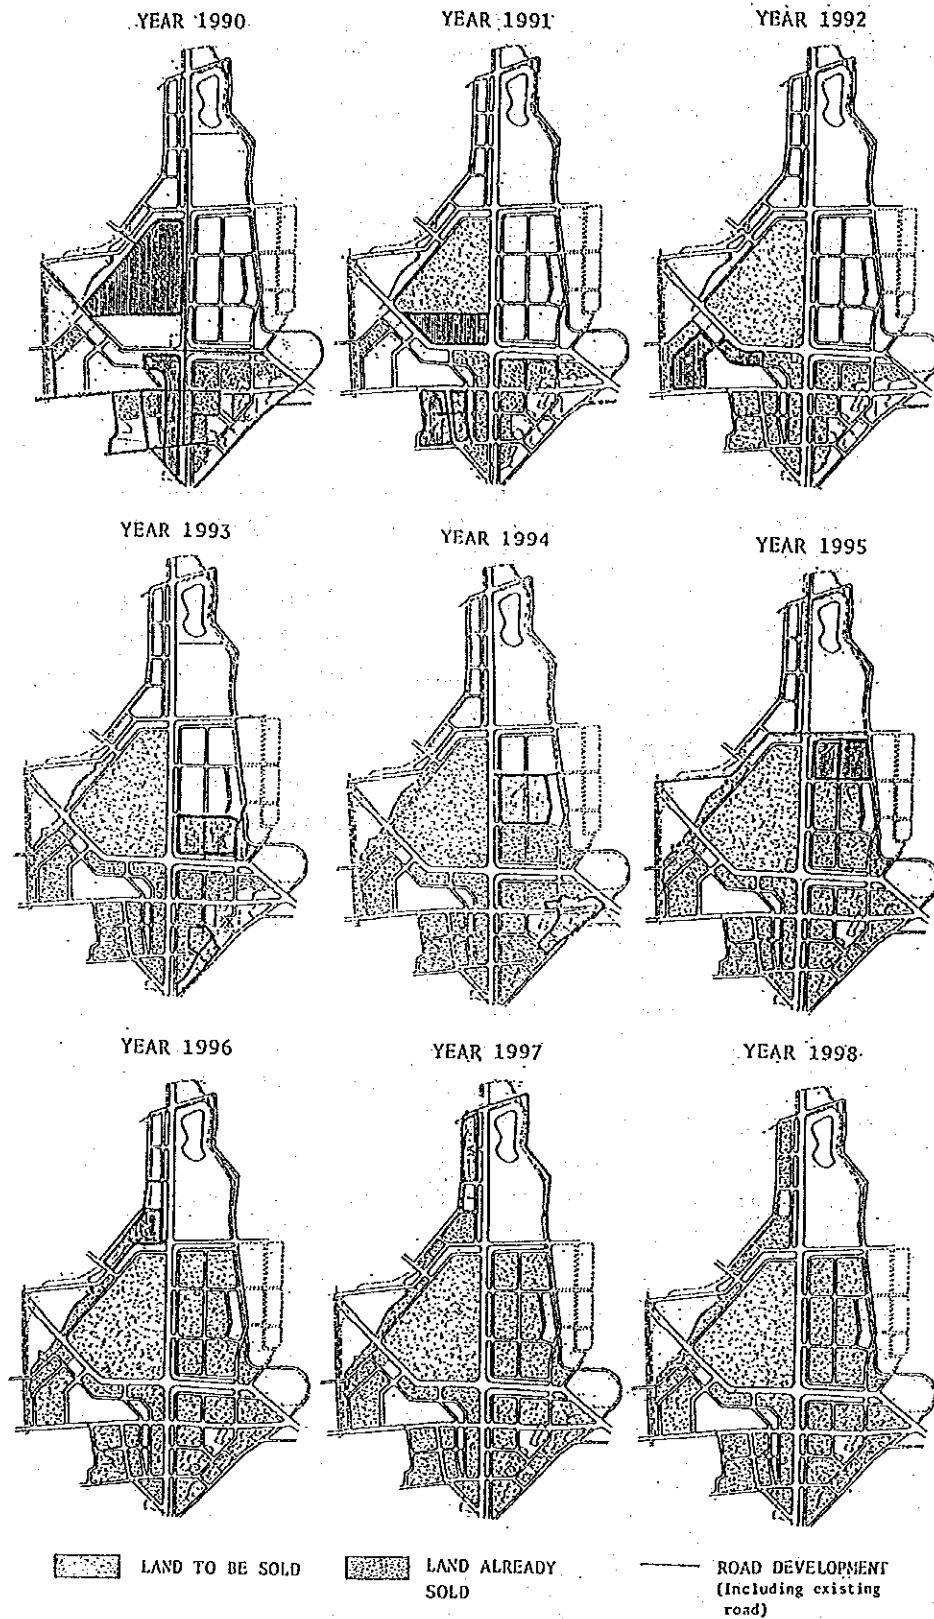 YEAR 1990
YEAR 1991
YEAR 1992
YEAR 1993
YEAR 1994
YEAR 1995
YEAR 1996
YEAR 1997
YEAR 1998
LAND TO BE SOLD
LAND ALREADY
SOLD
ROAD DEVELOPMENT
(Including existing
road)